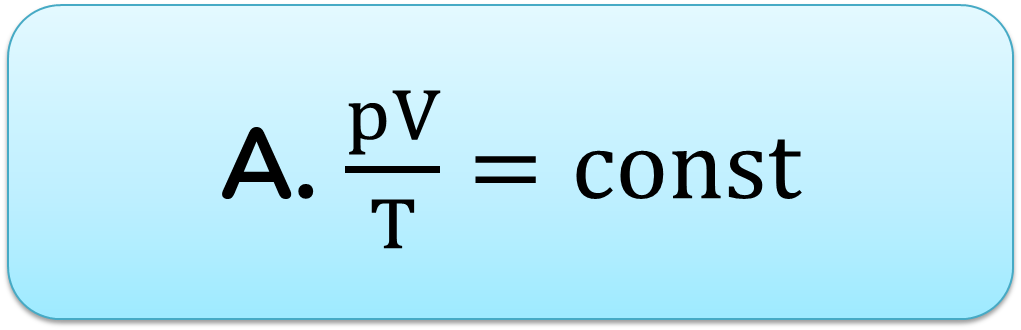 A. pV/T = const